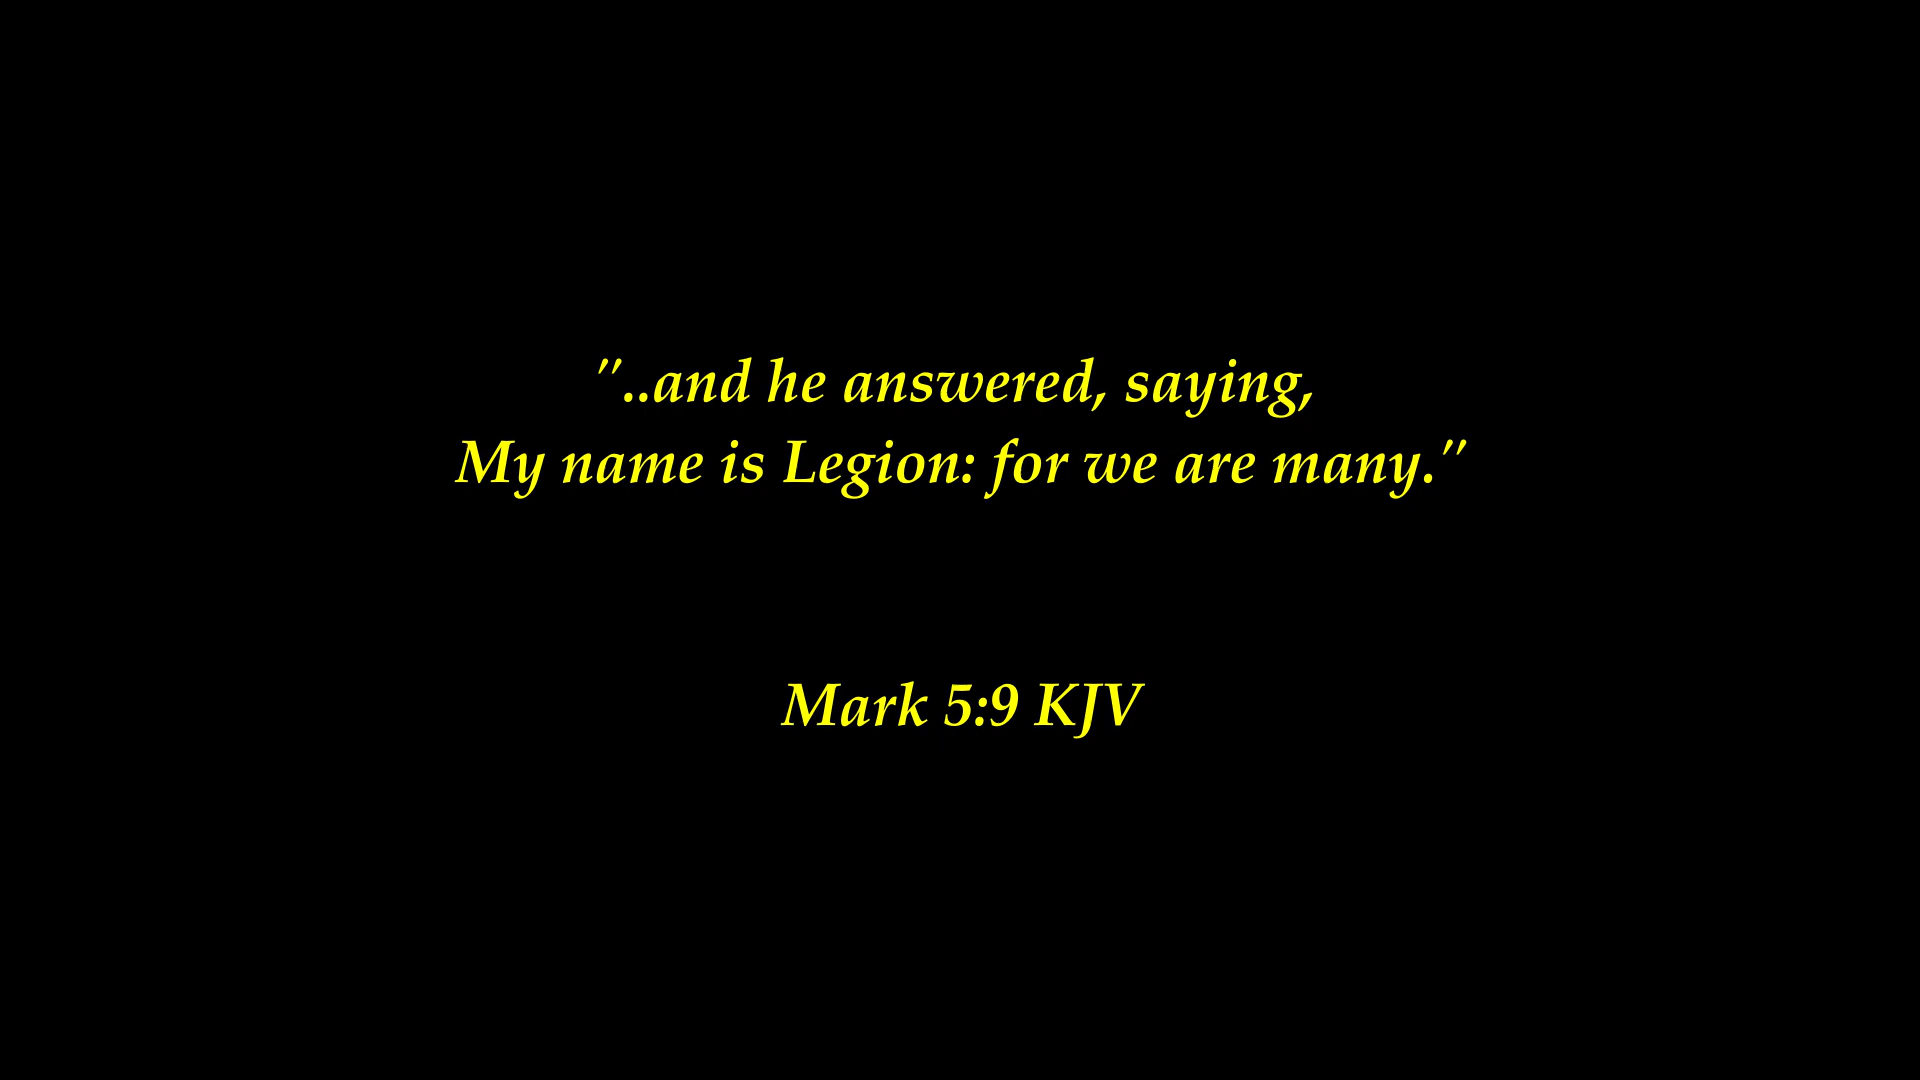 "..and he answered, saying,
My name is Legion: for we are many."
Mark 5:9 KJV